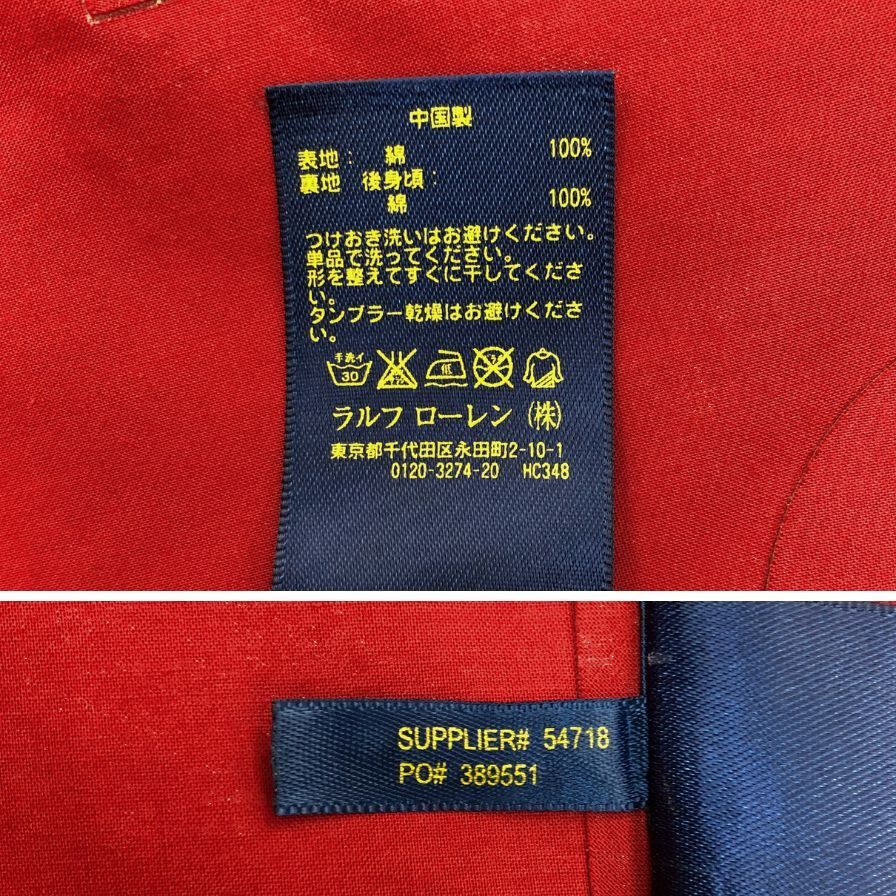 中国製
表地: 綿 100%
裏地 後身頃:
綿 100%
つけおき洗いはお避けください。
単品で洗ってください。
形を整えてすぐに干してくださ
い。
タンブラー乾燥はお避けくださ
い。
手洗イ 30 低
ラルフ ローレン (株)
東京都千代田区永田町2-10-1
0120-3274-20 HC348
SUPPLIER# 54718
PO# 389551